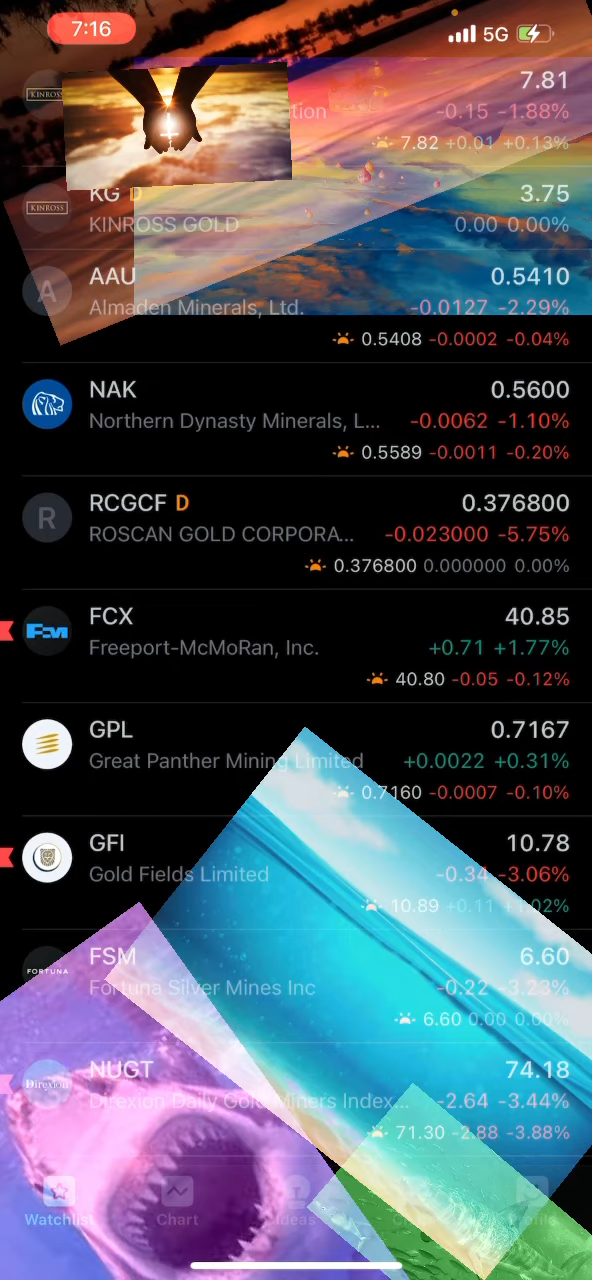 7:16
5G
KINROSS
7.81
tion
-0.15 -1.88%
7.82 +0.01 +0.13%
KINROSS
KG D
3.75
KINROSS GOLD
0.00 0.00%
A
AAU
0.5410
Almaden Minerals, Ltd.
-0.0127 -2.29%
0.5408 -0.0002 -0.04%
NAK
0.5600
Northern Dynasty Minerals, L...
-0.0062 -1.10%
0.5589 -0.0011 -0.20%
R
RCGCF D
0.376800
ROSCAN GOLD CORPORA...
-0.023000 -5.75%
0.376800 0.000000 0.00%
FCX
40.85
Freeport-McMoRan, Inc.
+0.71 +1.77%
40.80 -0.05 -0.12%
GPL
0.7167
Great Panther Mining Limited
+0.0022 +0.31%
0.7160 -0.0007 -0.10%
GFI
10.78
Gold Fields Limited
-0.34 -3.06%
10.89 +0.11 +1.02%
FORTUNA
FSM
6.60
Fortuna Silver Mines Inc
-0.22 -3.23%
6.60 0.00 0.00%
Direxion
NUGT
74.18
Direxion Daily Gold Miners Index...
-2.64 -3.44%
71.30 -2.88 -3.88%
Watchlist
Chart
Ideas
Profile